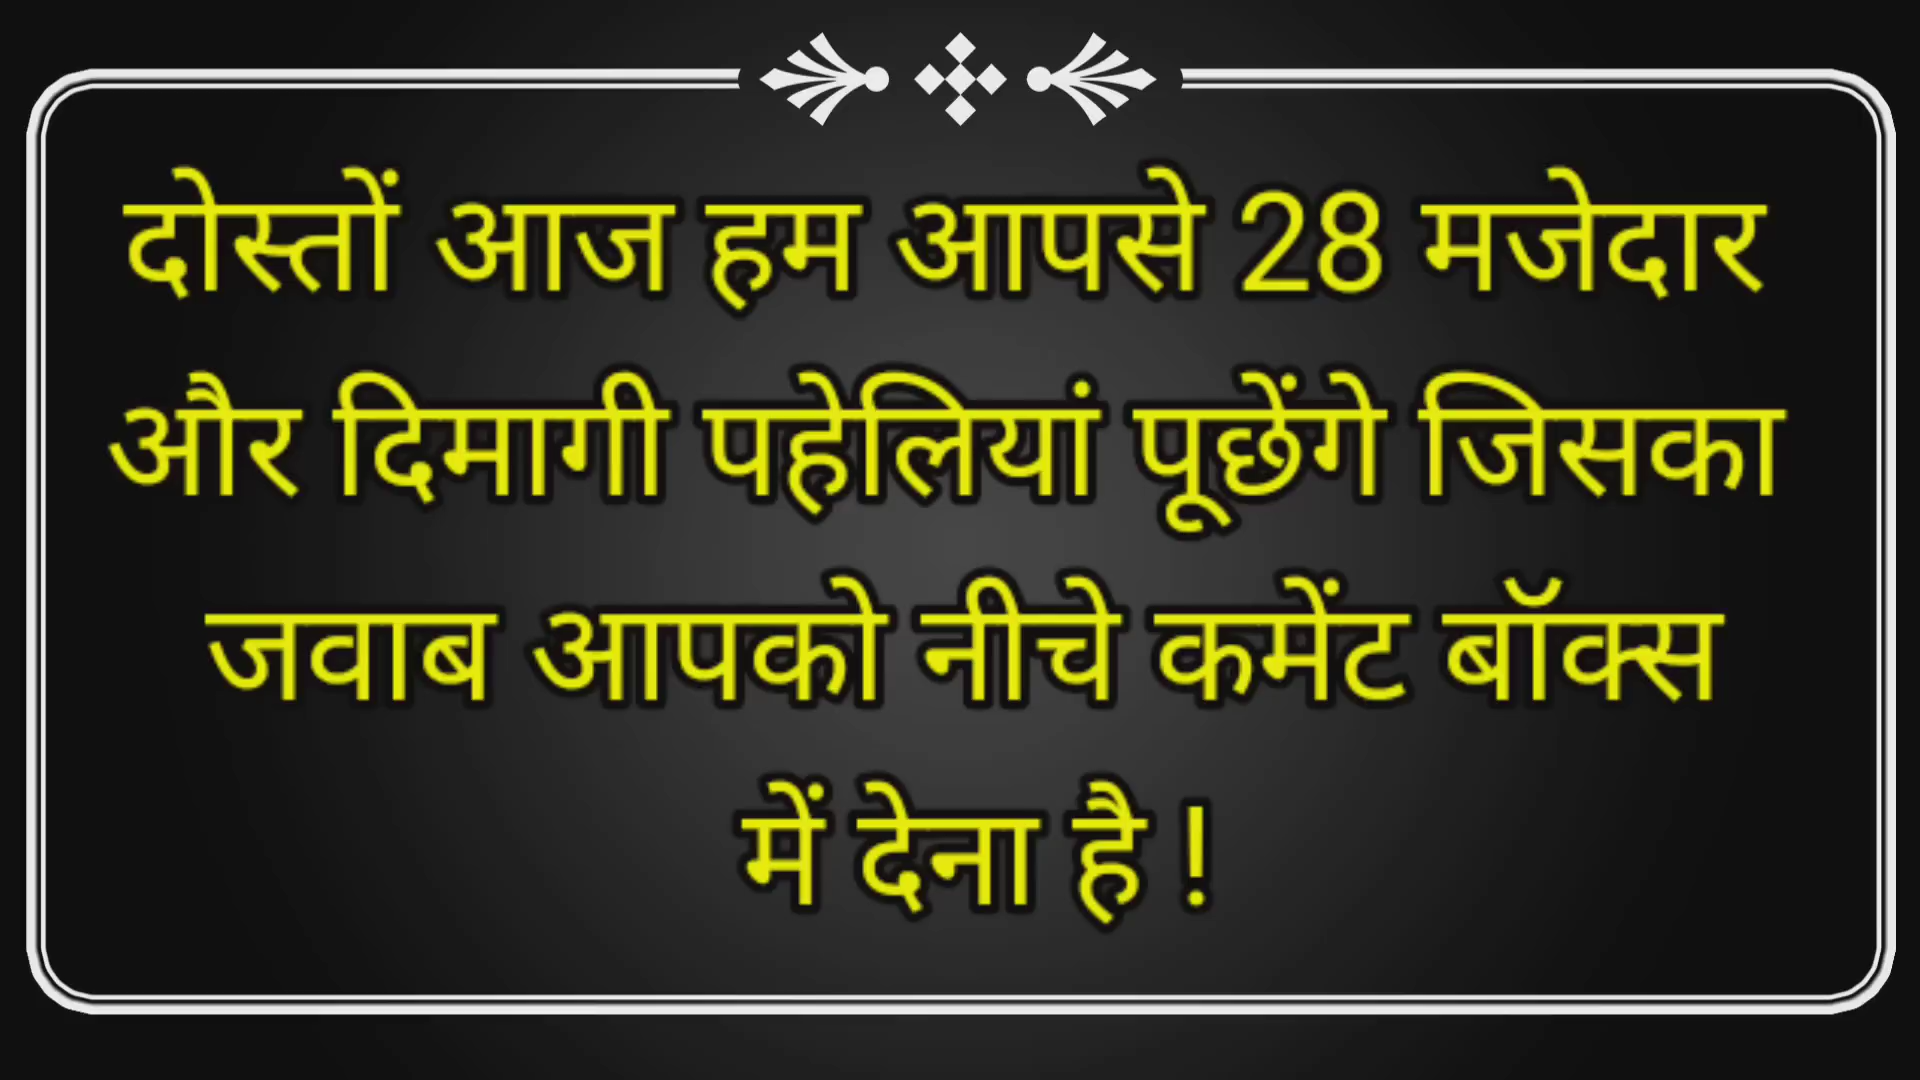 दोस्तों आज हम आपसे 28 मजेदार
और दिमागी पहेलियां पूछेंगे जिसका
जवाब आपको नीचे कमेंट बॉक्स
में देना है !